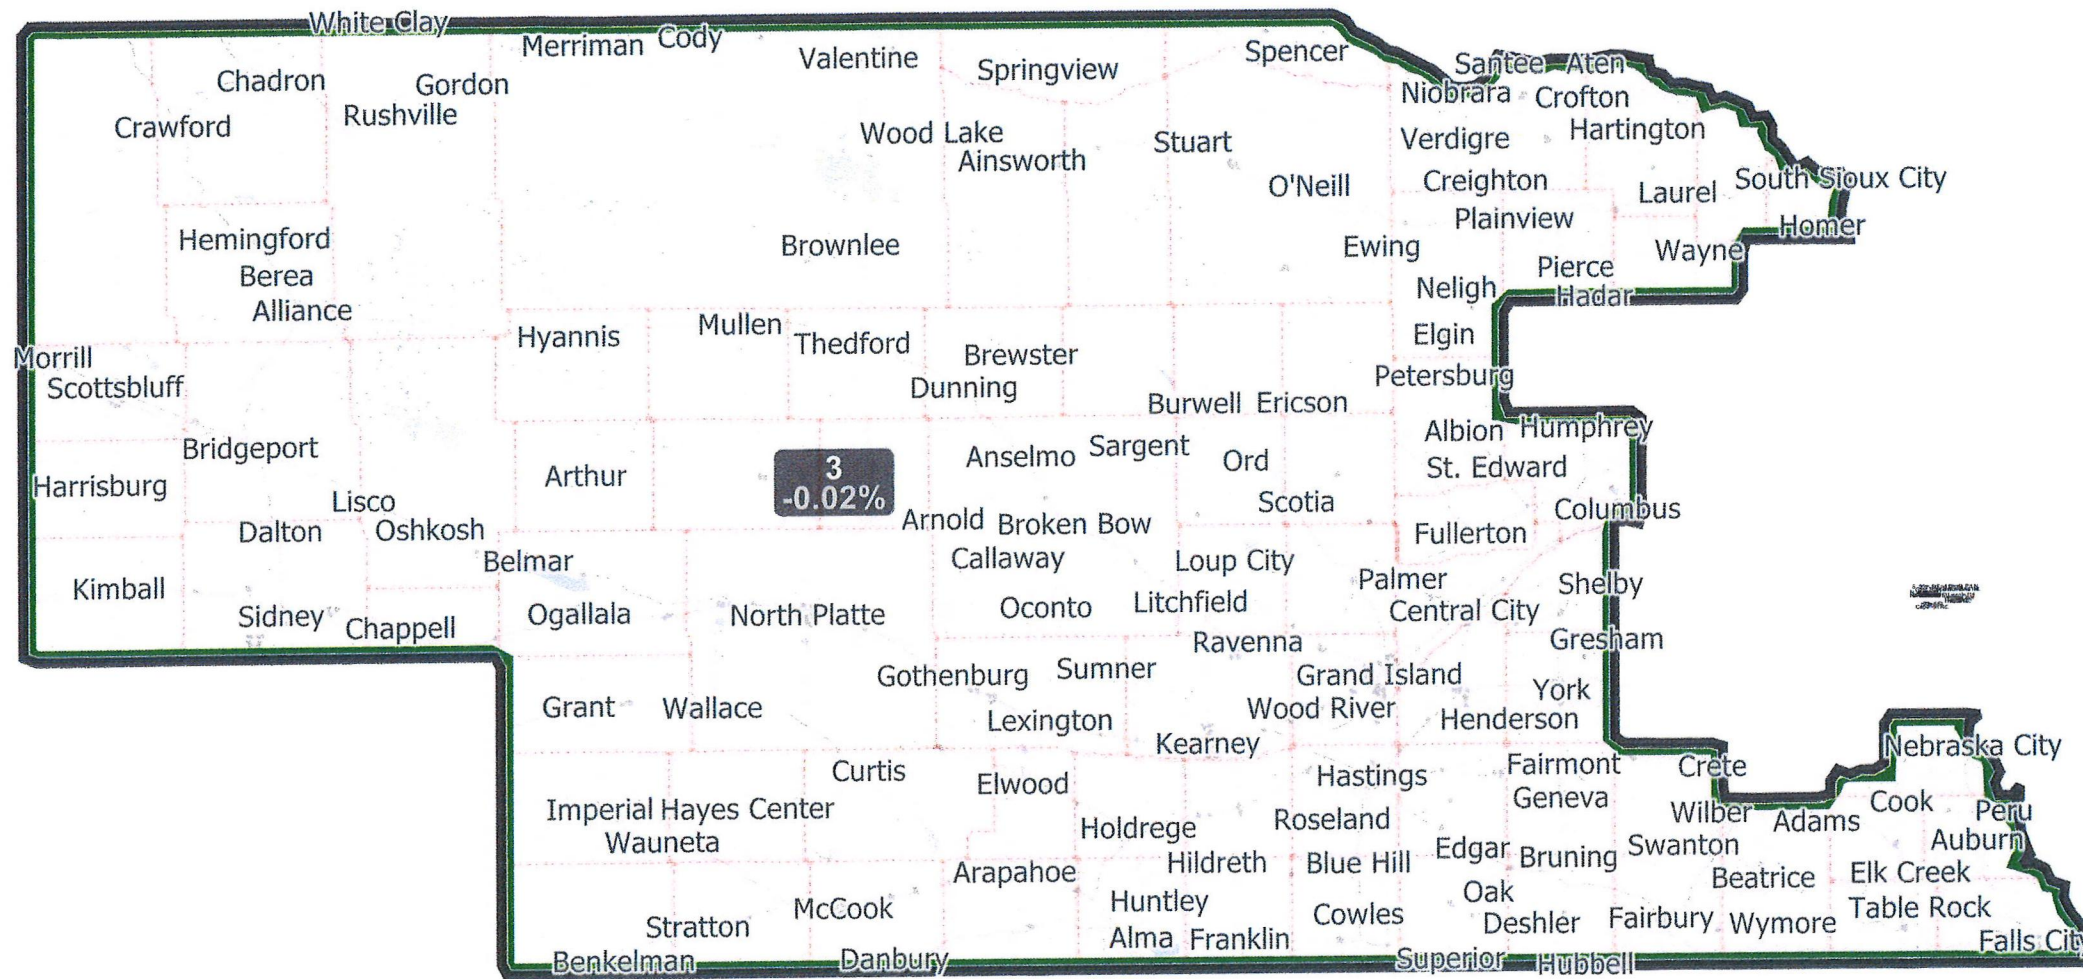 White Clay
Merriman
Cody
Valentine
Springview
Spencer
Santee
Aten
Chadron
Gordon
Rushville
Crawford
Niobrara
Crofton
Wood Lake
Ainsworth
Stuart
Verdigre
Hartington
O'Neill
Creighton
Laurel
South Sioux City
Plainview
Homer
Hemingford
Berea
Alliance
Brownlee
Ewing
Wayne
Pierce
Neligh
Hadar
Hyannis
Mullen
Thedford
Brewster
Dunning
Elgin
Morrill
Scottsbluff
Petersburg
Burwell
Ericson
Bridgeport
Harrisburg
Arthur
3
-0.02%
Anselmo
Sargent
Ord
Albion
Humphrey
St. Edward
Lisco
Scotia
Columbus
Dalton
Oshkosh
Arnold
Broken Bow
Fullerton
Belmar
Callaway
Loup City
Kimball
Palmer
Shelby
Sidney
Chappell
Ogallala
North Platte
Oconto
Litchfield
Central City
Ravenna
Gresham
Gothenburg
Sumner
Grand Island
York
Grant
Wallace
Lexington
Wood River
Henderson
Kearney
Nebraska City
Curtis
Elwood
Hastings
Fairmont
Crete
Geneva
Imperial
Hayes Center
Wauneta
Holdrege
Roseland
Wilber
Adams
Cook
Peru
Auburn
Arapahoe
Hildreth
Blue Hill
Edgar
Bruning
Swanton
Beatrice
Elk Creek
Oak
Table Rock
Stratton
McCook
Huntley
Cowles
Deshler
Fairbury
Wymore
Alma
Franklin
Falls City
Benkelman
Danbury
Superior
Hubbell